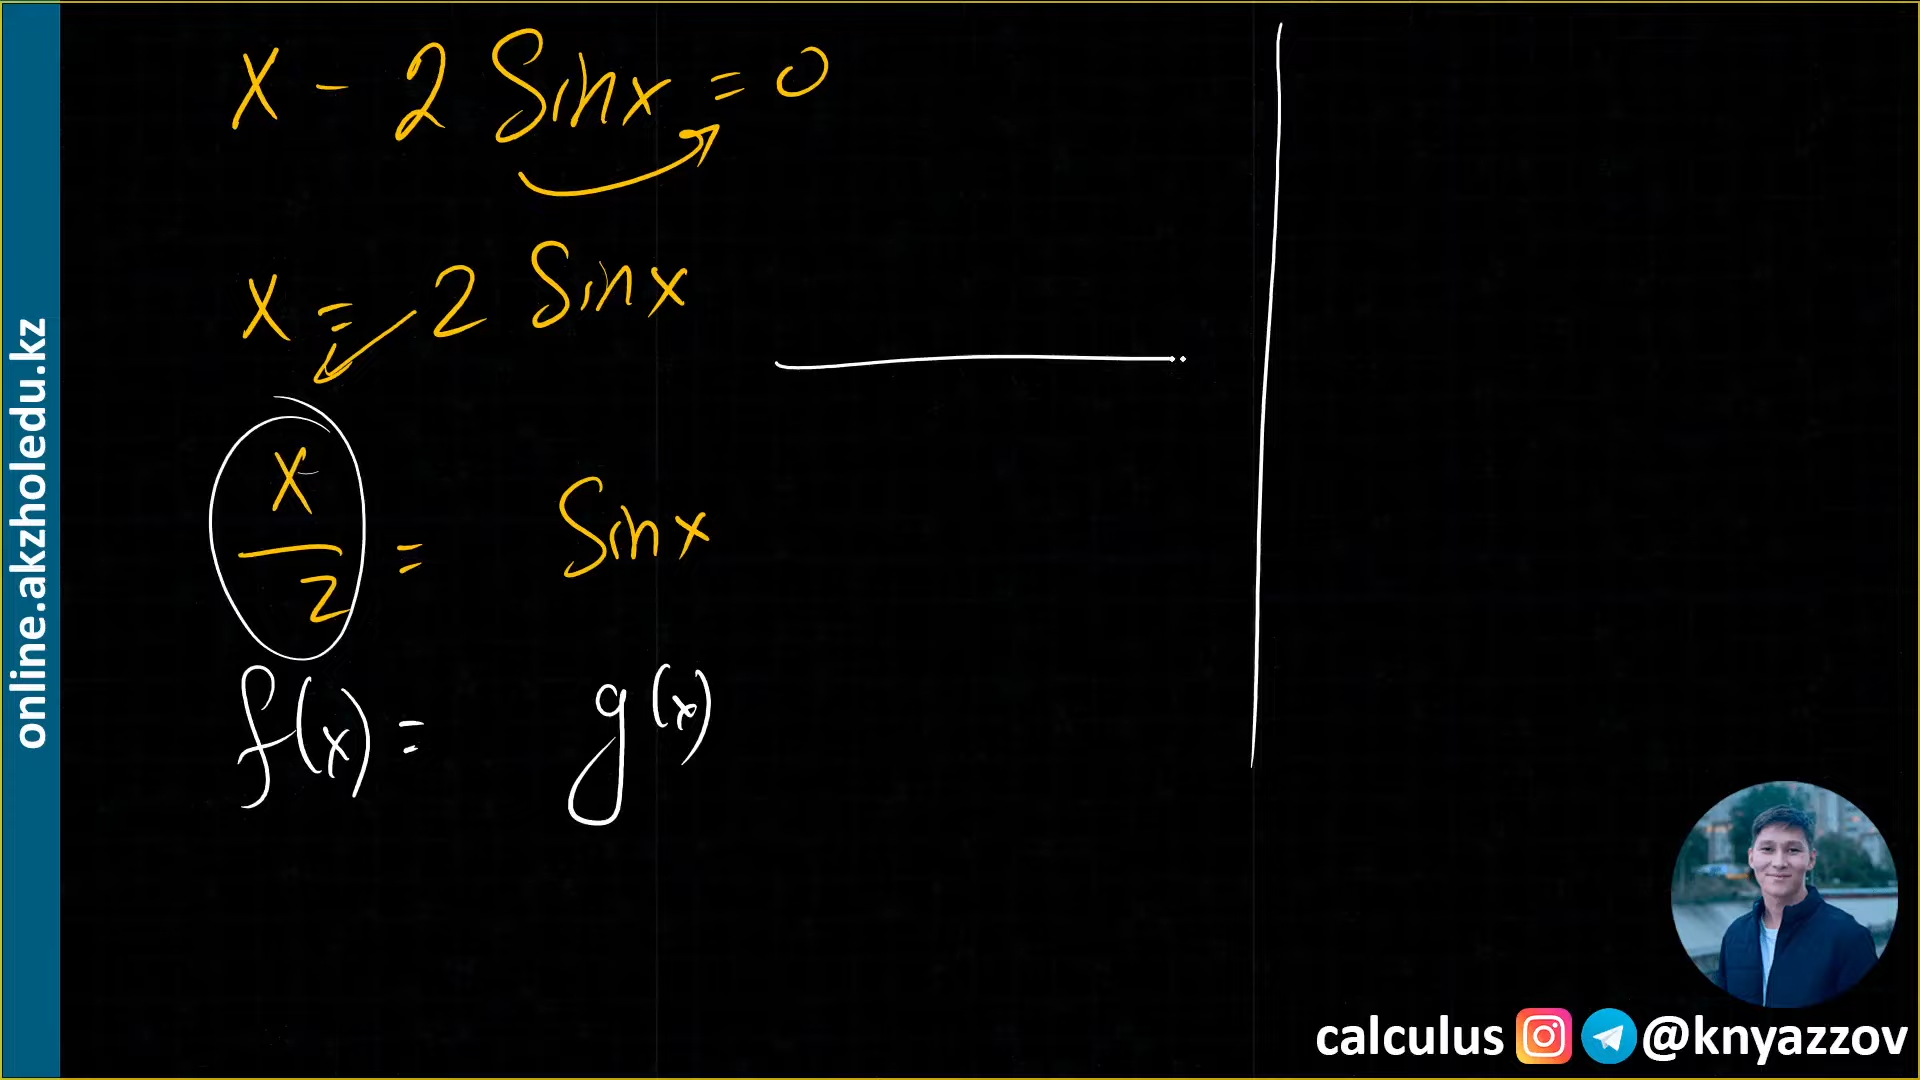 x - 2 Sinx = 0
x = 2 Sinx
x/2 = Sinx
f(x) = g(x)
online.akzholedu.kz
calculus @knyazzov